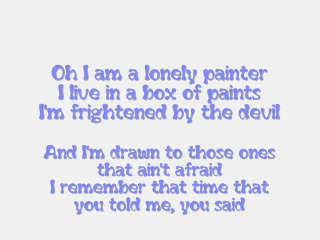 Oh I am a lonely painter
I live in a box of paints
I'm frightened by the devil
And I'm drawn to those ones
that ain't afraid
I remember that time that
you told me, you said